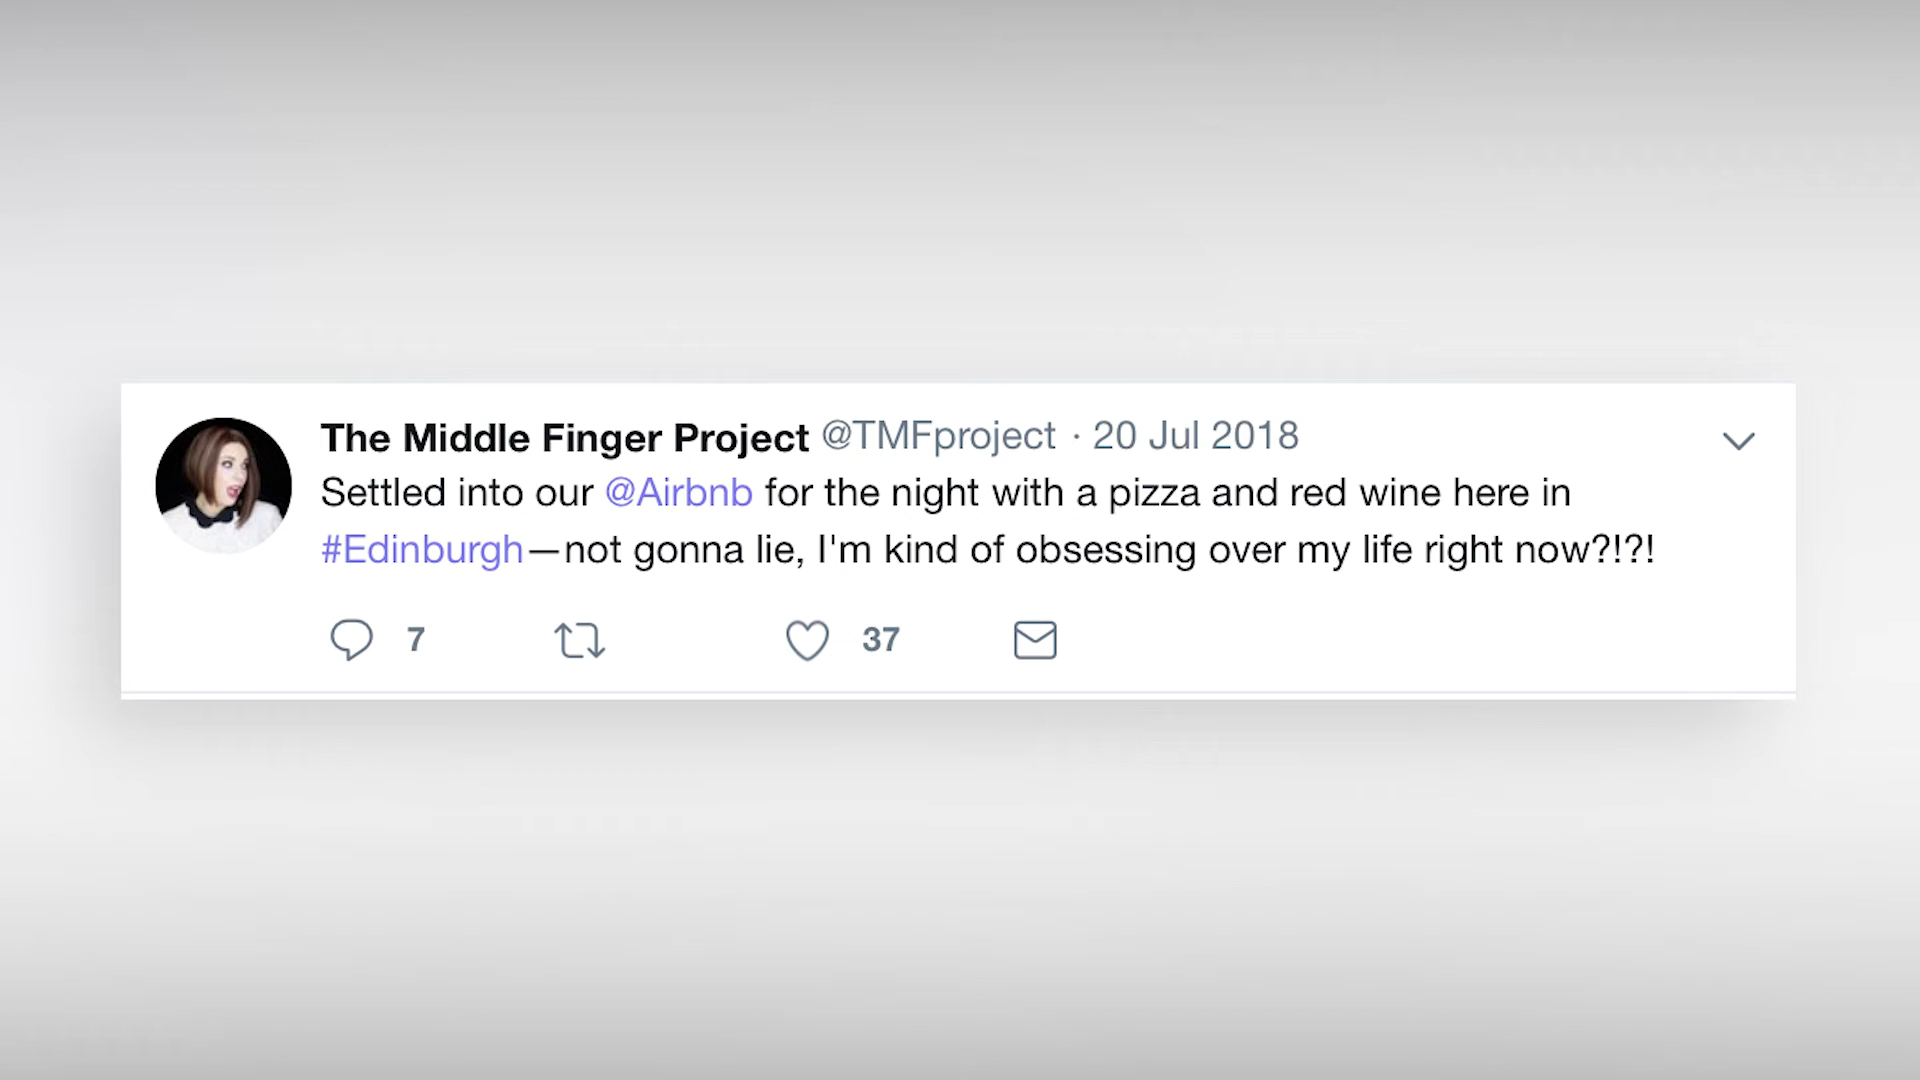 The Middle Finger Project @TMFproject · 20 Jul 2018
Settled into our @Airbnb for the night with a pizza and red wine here in
#Edinburgh—not gonna lie, I'm kind of obsessing over my life right now?!?!
7 37